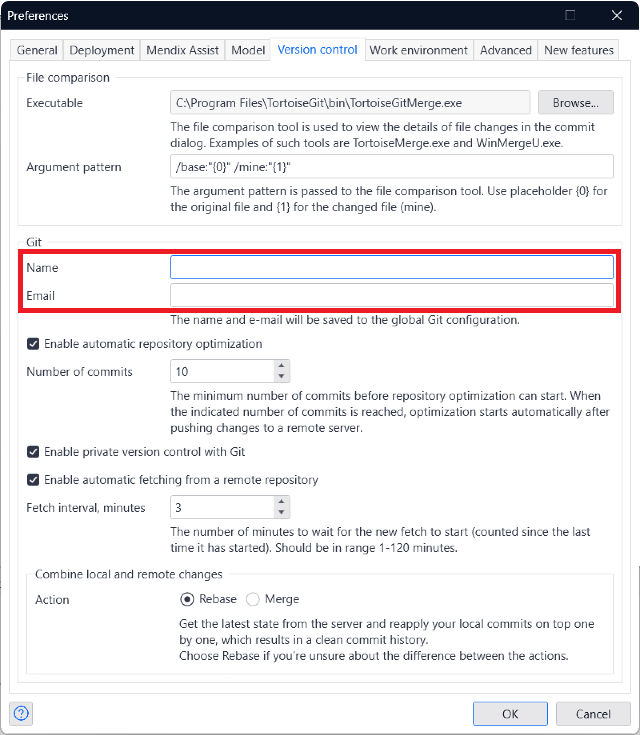 Preferences
General Deployment Mendix Assist Model Version control Work environment Advanced New features
File comparison
Executable C:\Program Files\TortoiseGit\bin\TortoiseGitMerge.exe Browse...
The file comparison tool is used to view the details of file changes in the commit
dialog. Examples of such tools are TortoiseMerge.exe and WinMergeU.exe.
Argument pattern /base:"{0}" /mine:"{1}"
The argument pattern is passed to the file comparison tool. Use placeholder {0} for
the original file and {1} for the changed file (mine).
Git
Name
Email
The name and e-mail will be saved to the global Git configuration.
Enable automatic repository optimization
Number of commits 10
The minimum number of commits before repository optimization can start. When
the indicated number of commits is reached, optimization starts automatically after
pushing changes to a remote server.
Enable private version control with Git
Enable automatic fetching from a remote repository
Fetch interval, minutes 3
The number of minutes to wait for the new fetch to start (counted since the last
time it has started). Should be in range 1-120 minutes.
Combine local and remote changes
Action Rebase Merge
Get the latest state from the server and reapply your local commits on top one
by one, which results in a clean commit history.
Choose Rebase if you're unsure about the difference between the actions.
? OK Cancel